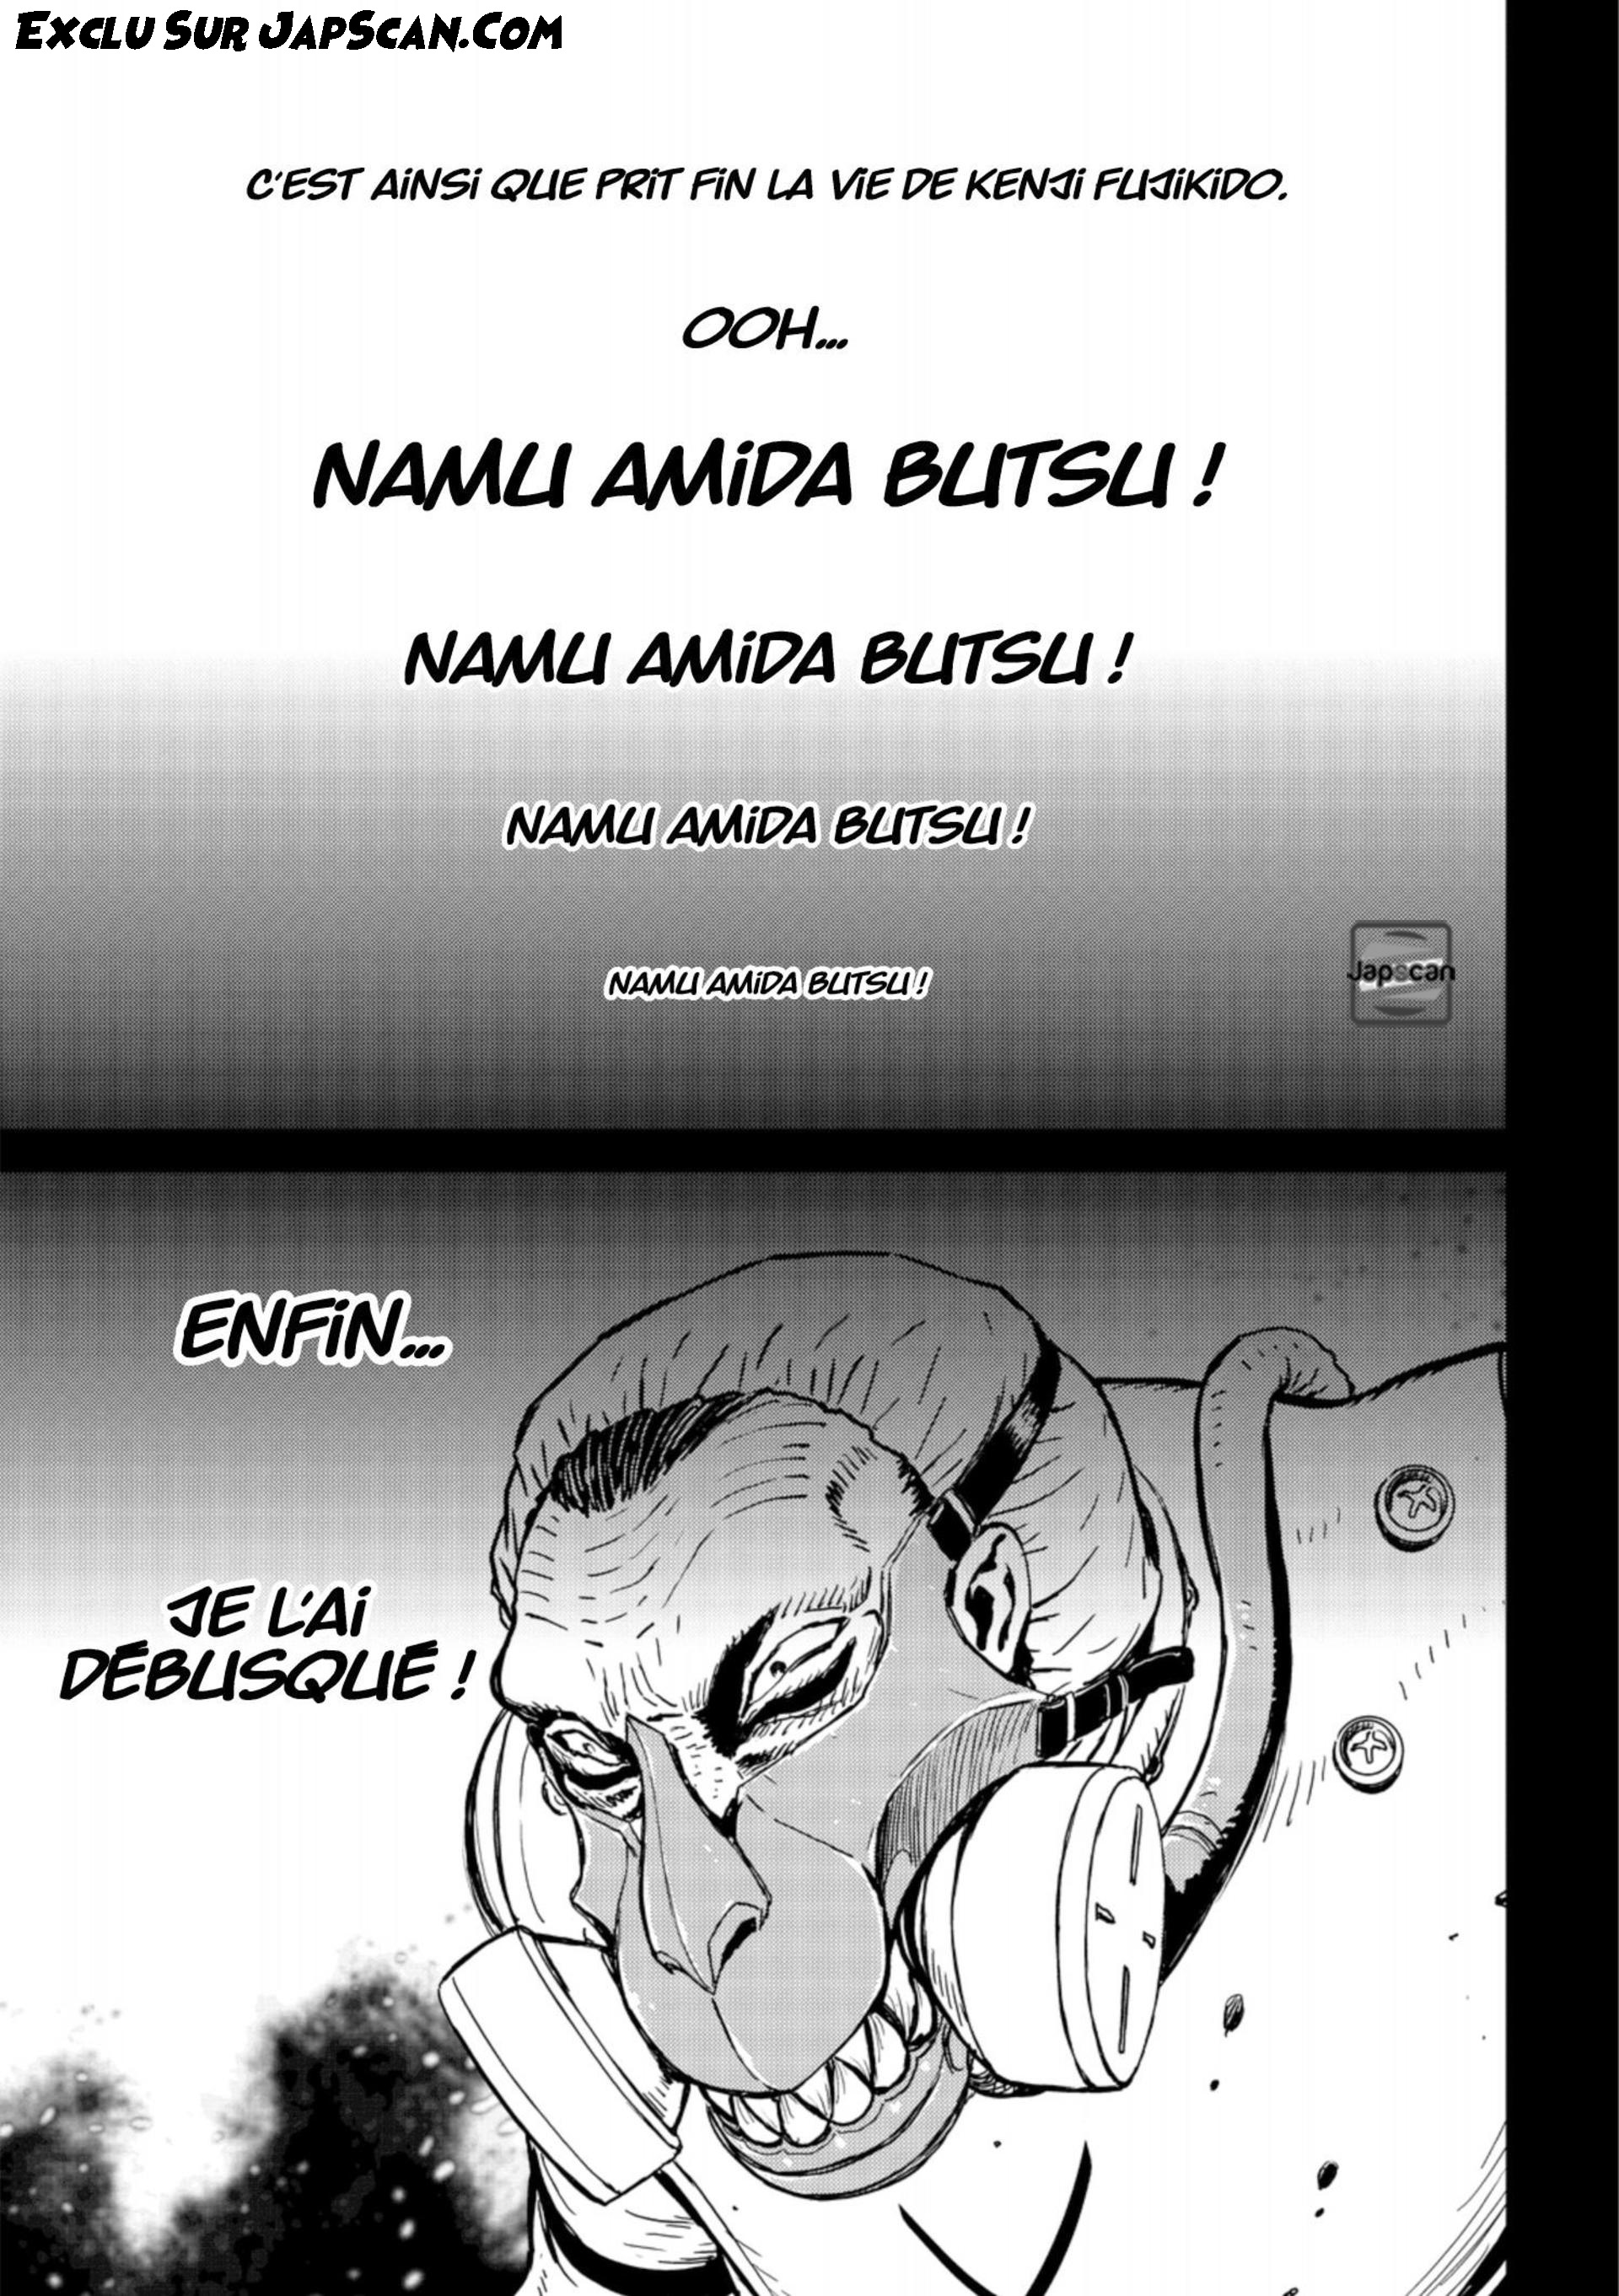 EXCLU SUR JAPSCAN.COM
C'EST AINSI QUE PRIT FIN LA VIE DE KENJI FUJIKIDO.
OOH...
NAMU AMIDA BUTSU !
NAMU AMIDA BUTSU !
NAMU AMIDA BUTSU !
NAMU AMIDA BUTSU !
Japscan
ENFIN...
JE L'AI
DÉBUSQUÉ !